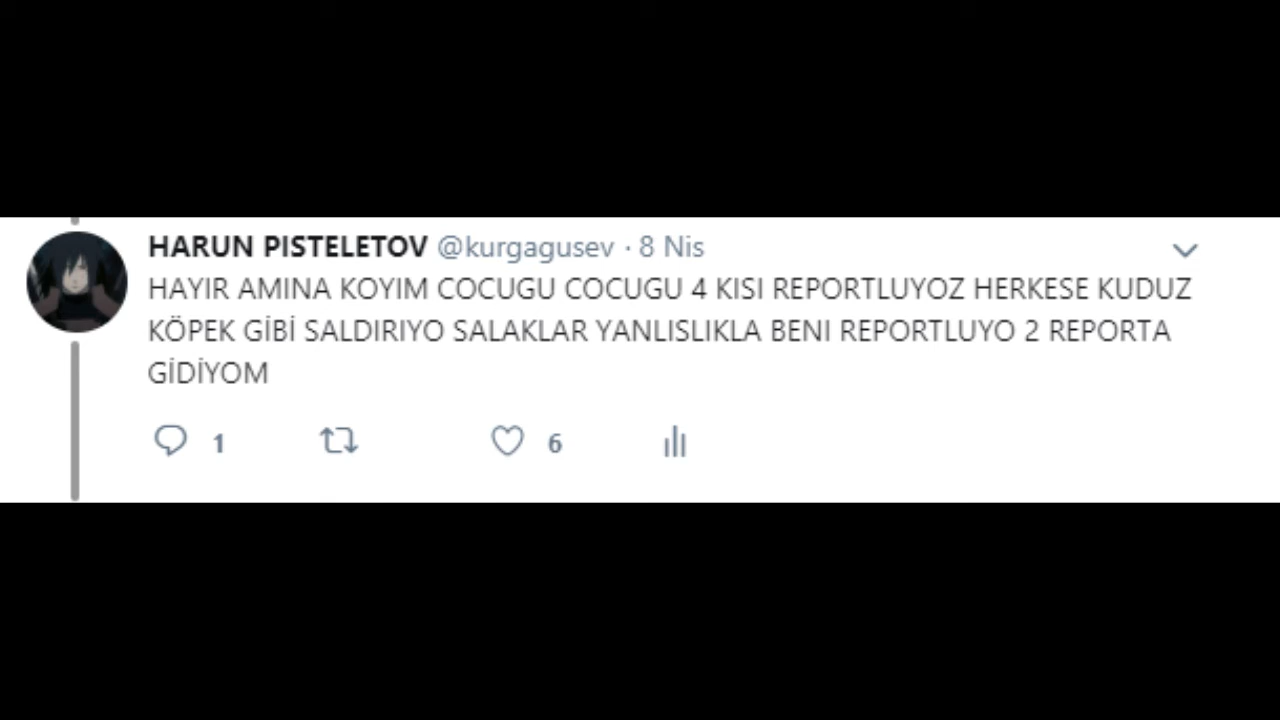 HARUN PISTELETOV @kurgagusev · 8 Nis
HAYIR AMINA KOYIM COCUGU COCUGU 4 KISI REPORTLUYOZ HERKESE KUDUZ
KÖPEK GİBİ SALDIRIYO SALAKLAR YANLISLIKLA BENI REPORTLUYO 2 REPORTA
GİDİYOM
1 6